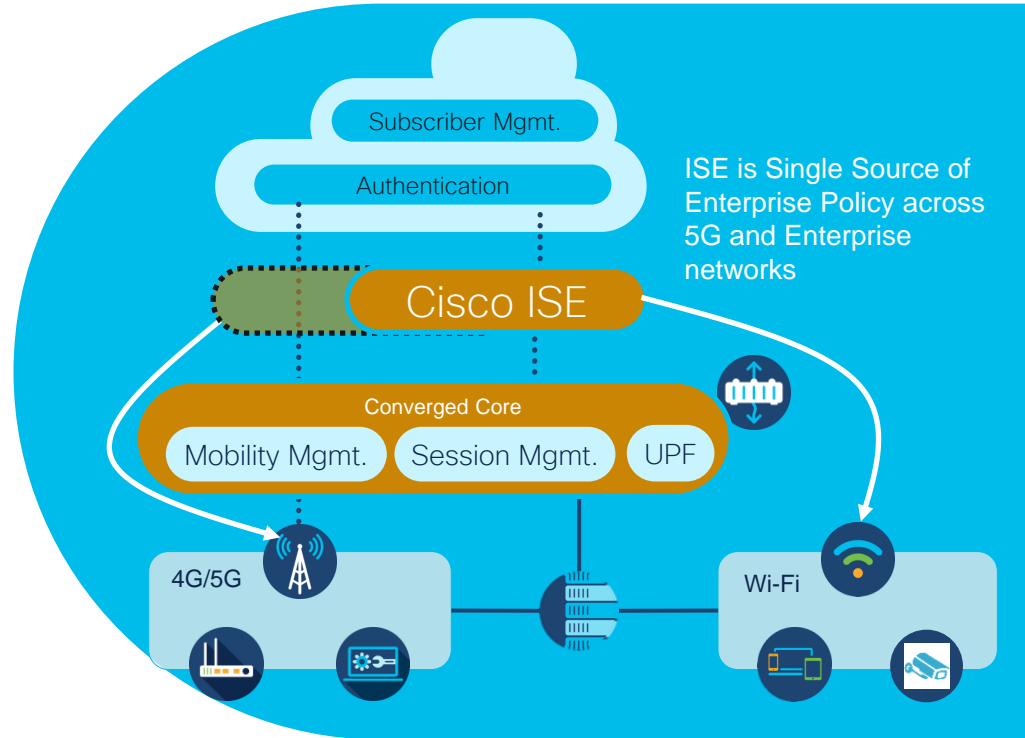 Subscriber Mgmt.
Authentication
ISE is Single Source of
Enterprise Policy across
5G and Enterprise
networks
Cisco ISE
Converged Core
Mobility Mgmt.
Session Mgmt.
UPF
4G/5G
Wi-Fi